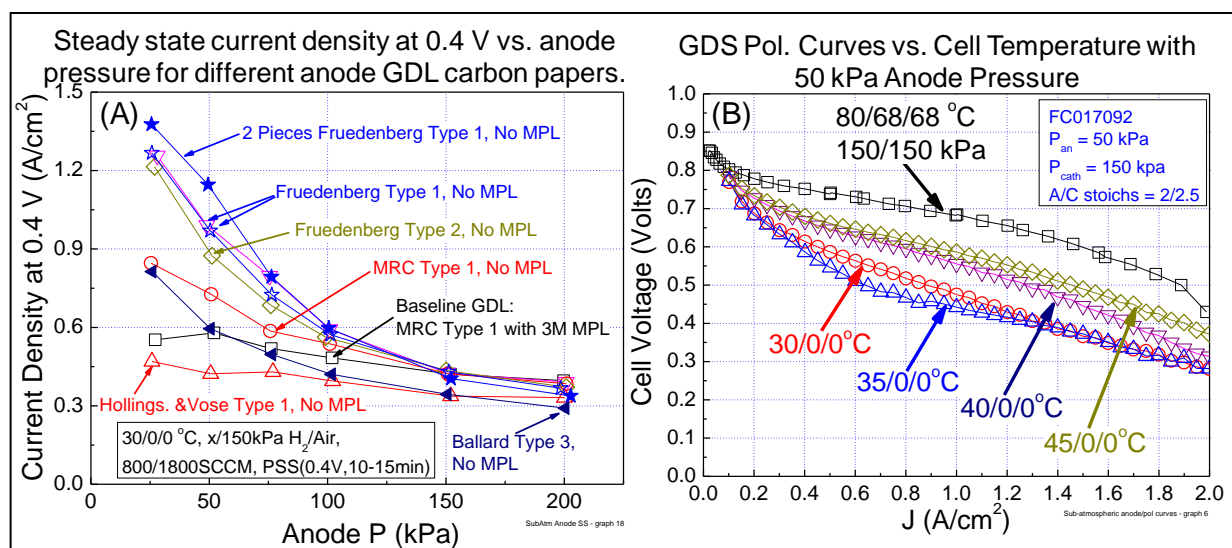 Steady state current density at 0.4 V vs. anode
pressure for different anode GDL carbon papers.
1.5
1.2
0.9
0.6
0.3
0.0
Current Density at 0.4 V (A/cm²)
(A)
2 Pieces Fruedenberg Type 1, No MPL
Fruedenberg Type 1, No MPL
Fruedenberg Type 2, No MPL
MRC Type 1, No MPL
Baseline GDL:
MRC Type 1 with 3M MPL
Hollings. &Vose Type 1, No MPL
Ballard Type 3,
No MPL
30/0/0 °C, x/150kPa H₂/Air,
800/1800SCCM, PSS(0.4V,10-15min)
0 50 100 150 200
Anode P (kPa)
SubAtm Anode SS - graph 18
GDS Pol. Curves vs. Cell Temperature with
50 kPa Anode Pressure
1.0
0.9
0.8
0.7
0.6
0.5
0.4
0.3
0.2
0.1
0.0
Cell Voltage (Volts)
(B)
80/68/68 °C
150/150 kPa
FC017092
P_an = 50 kPa
P_cath = 150 kpa
A/C stoichs = 2/2.5
30/0/0°C
35/0/0°C
40/0/0°C
45/0/0°C
0.0 0.2 0.4 0.6 0.8 1.0 1.2 1.4 1.6 1.8 2.0
J (A/cm²)
Sub-atmospheric anode/pol curves - graph 6